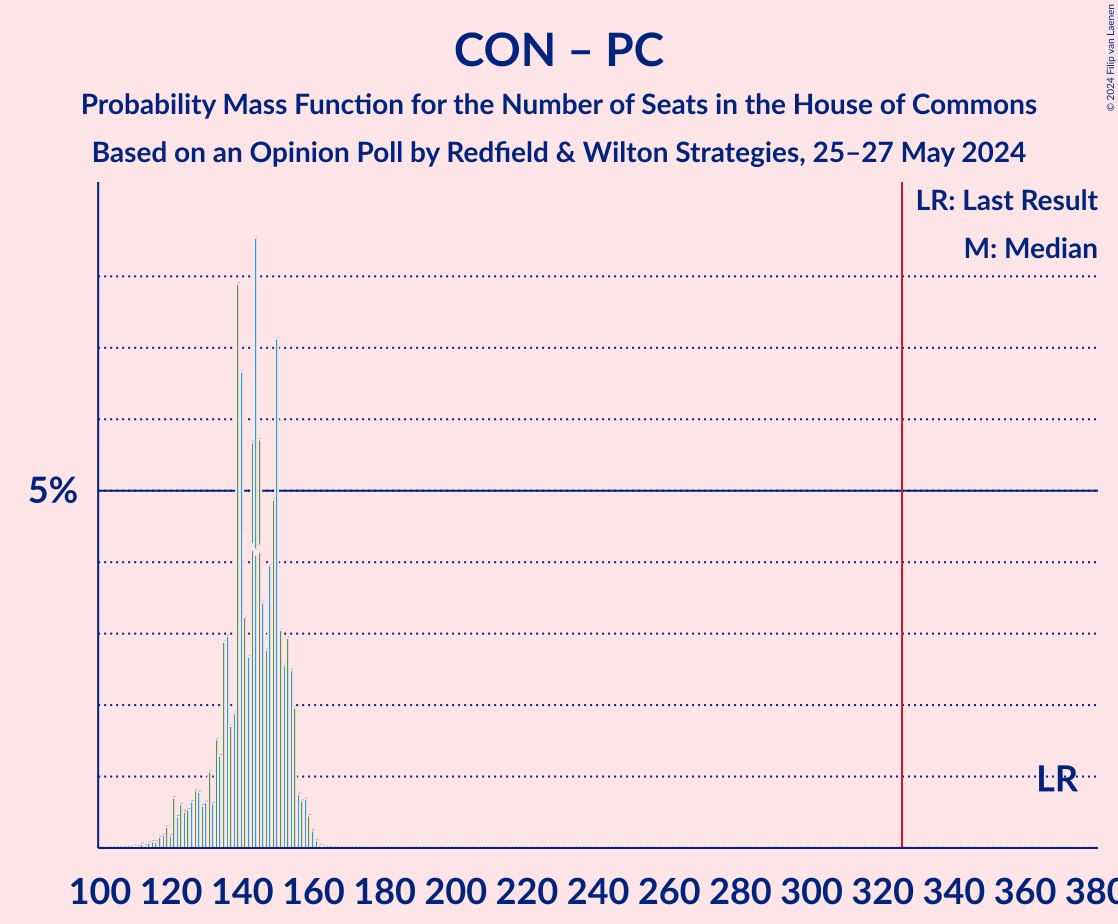 CON – PC
Probability Mass Function for the Number of Seats in the House of Commons
Based on an Opinion Poll by Redfield & Wilton Strategies, 25–27 May 2024
© 2024 Filip van Laenen
LR: Last Result
M: Median
5%
LR
100 120 140 160 180 200 220 240 260 280 300 320 340 360 380